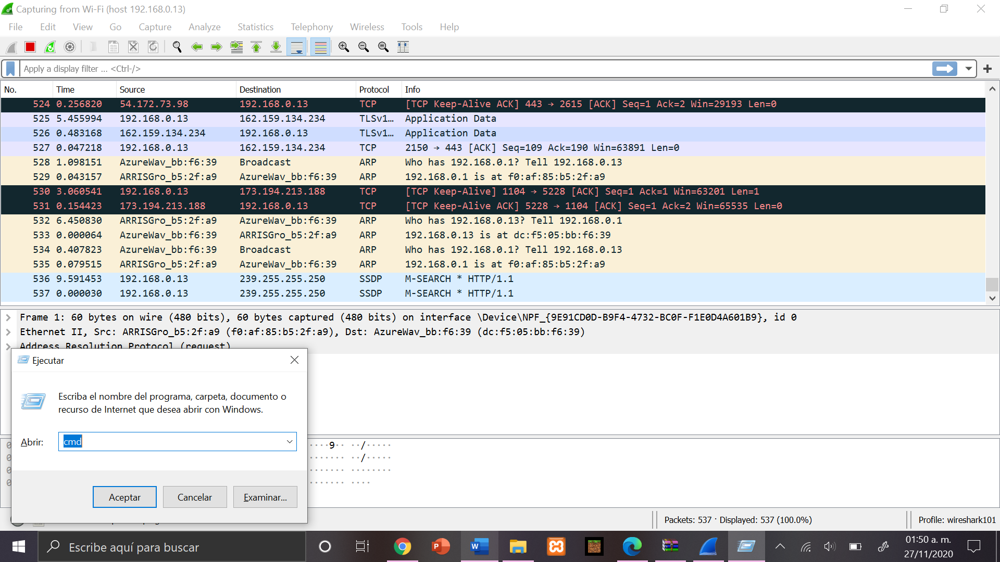 Capturing from Wi-Fi (host 192.168.0.13)
File Edit View Go Capture Analyze Statistics Telephony Wireless Tools Help
Apply a display filter ... <Ctrl-/>
No. Time Source Destination Protocol Info
524 0.256820 54.172.73.98 192.168.0.13 TCP [TCP Keep-Alive ACK] 443 → 2615 [ACK] Seq=1 Ack=2 Win=29193 Len=0
525 5.455994 192.168.0.13 162.159.134.234 TLSv1… Application Data
526 0.483168 162.159.134.234 192.168.0.13 TLSv1… Application Data
527 0.047218 192.168.0.13 162.159.134.234 TCP 2150 → 443 [ACK] Seq=109 Ack=190 Win=63891 Len=0
528 1.098151 AzureWav_bb:f6:39 Broadcast ARP Who has 192.168.0.1? Tell 192.168.0.13
529 0.043157 ARRISGro_b5:2f:a9 AzureWav_bb:f6:39 ARP 192.168.0.1 is at f0:af:85:b5:2f:a9
530 3.060541 192.168.0.13 173.194.213.188 TCP [TCP Keep-Alive] 1104 → 5228 [ACK] Seq=1 Ack=1 Win=63201 Len=1
531 0.154423 173.194.213.188 192.168.0.13 TCP [TCP Keep-Alive ACK] 5228 → 1104 [ACK] Seq=1 Ack=2 Win=65535 Len=0
532 6.450830 ARRISGro_b5:2f:a9 AzureWav_bb:f6:39 ARP Who has 192.168.0.13? Tell 192.168.0.1
533 0.000064 AzureWav_bb:f6:39 ARRISGro_b5:2f:a9 ARP 192.168.0.13 is at dc:f5:05:bb:f6:39
534 0.407823 AzureWav_bb:f6:39 Broadcast ARP Who has 192.168.0.1? Tell 192.168.0.13
535 0.079515 ARRISGro_b5:2f:a9 AzureWav_bb:f6:39 ARP 192.168.0.1 is at f0:af:85:b5:2f:a9
536 9.591453 192.168.0.13 239.255.255.250 SSDP M-SEARCH * HTTP/1.1
537 0.000030 192.168.0.13 239.255.255.250 SSDP M-SEARCH * HTTP/1.1
Frame 1: 60 bytes on wire (480 bits), 60 bytes captured (480 bits) on interface \Device\NPF_{9E91CD0D-B9F4-4732-BC0F-F1E0D4A601B9}, id 0
Ethernet II, Src: ARRISGro_b5:2f:a9 (f0:af:85:b5:2f:a9), Dst: AzureWav_bb:f6:39 (dc:f5:05:bb:f6:39)
Address Resolution Protocol (request)
Ejecutar
Escriba el nombre del programa, carpeta, documento o
recurso de Internet que desea abrir con Windows.
Abrir: cmd
····9·· ··/·····
······· ··/·····
······· ········
······· ····
Aceptar Cancelar Examinar...
Packets: 537 · Displayed: 537 (100.0%) Profile: wireshark101
Escribe aquí para buscar
01:50 a. m.
27/11/2020